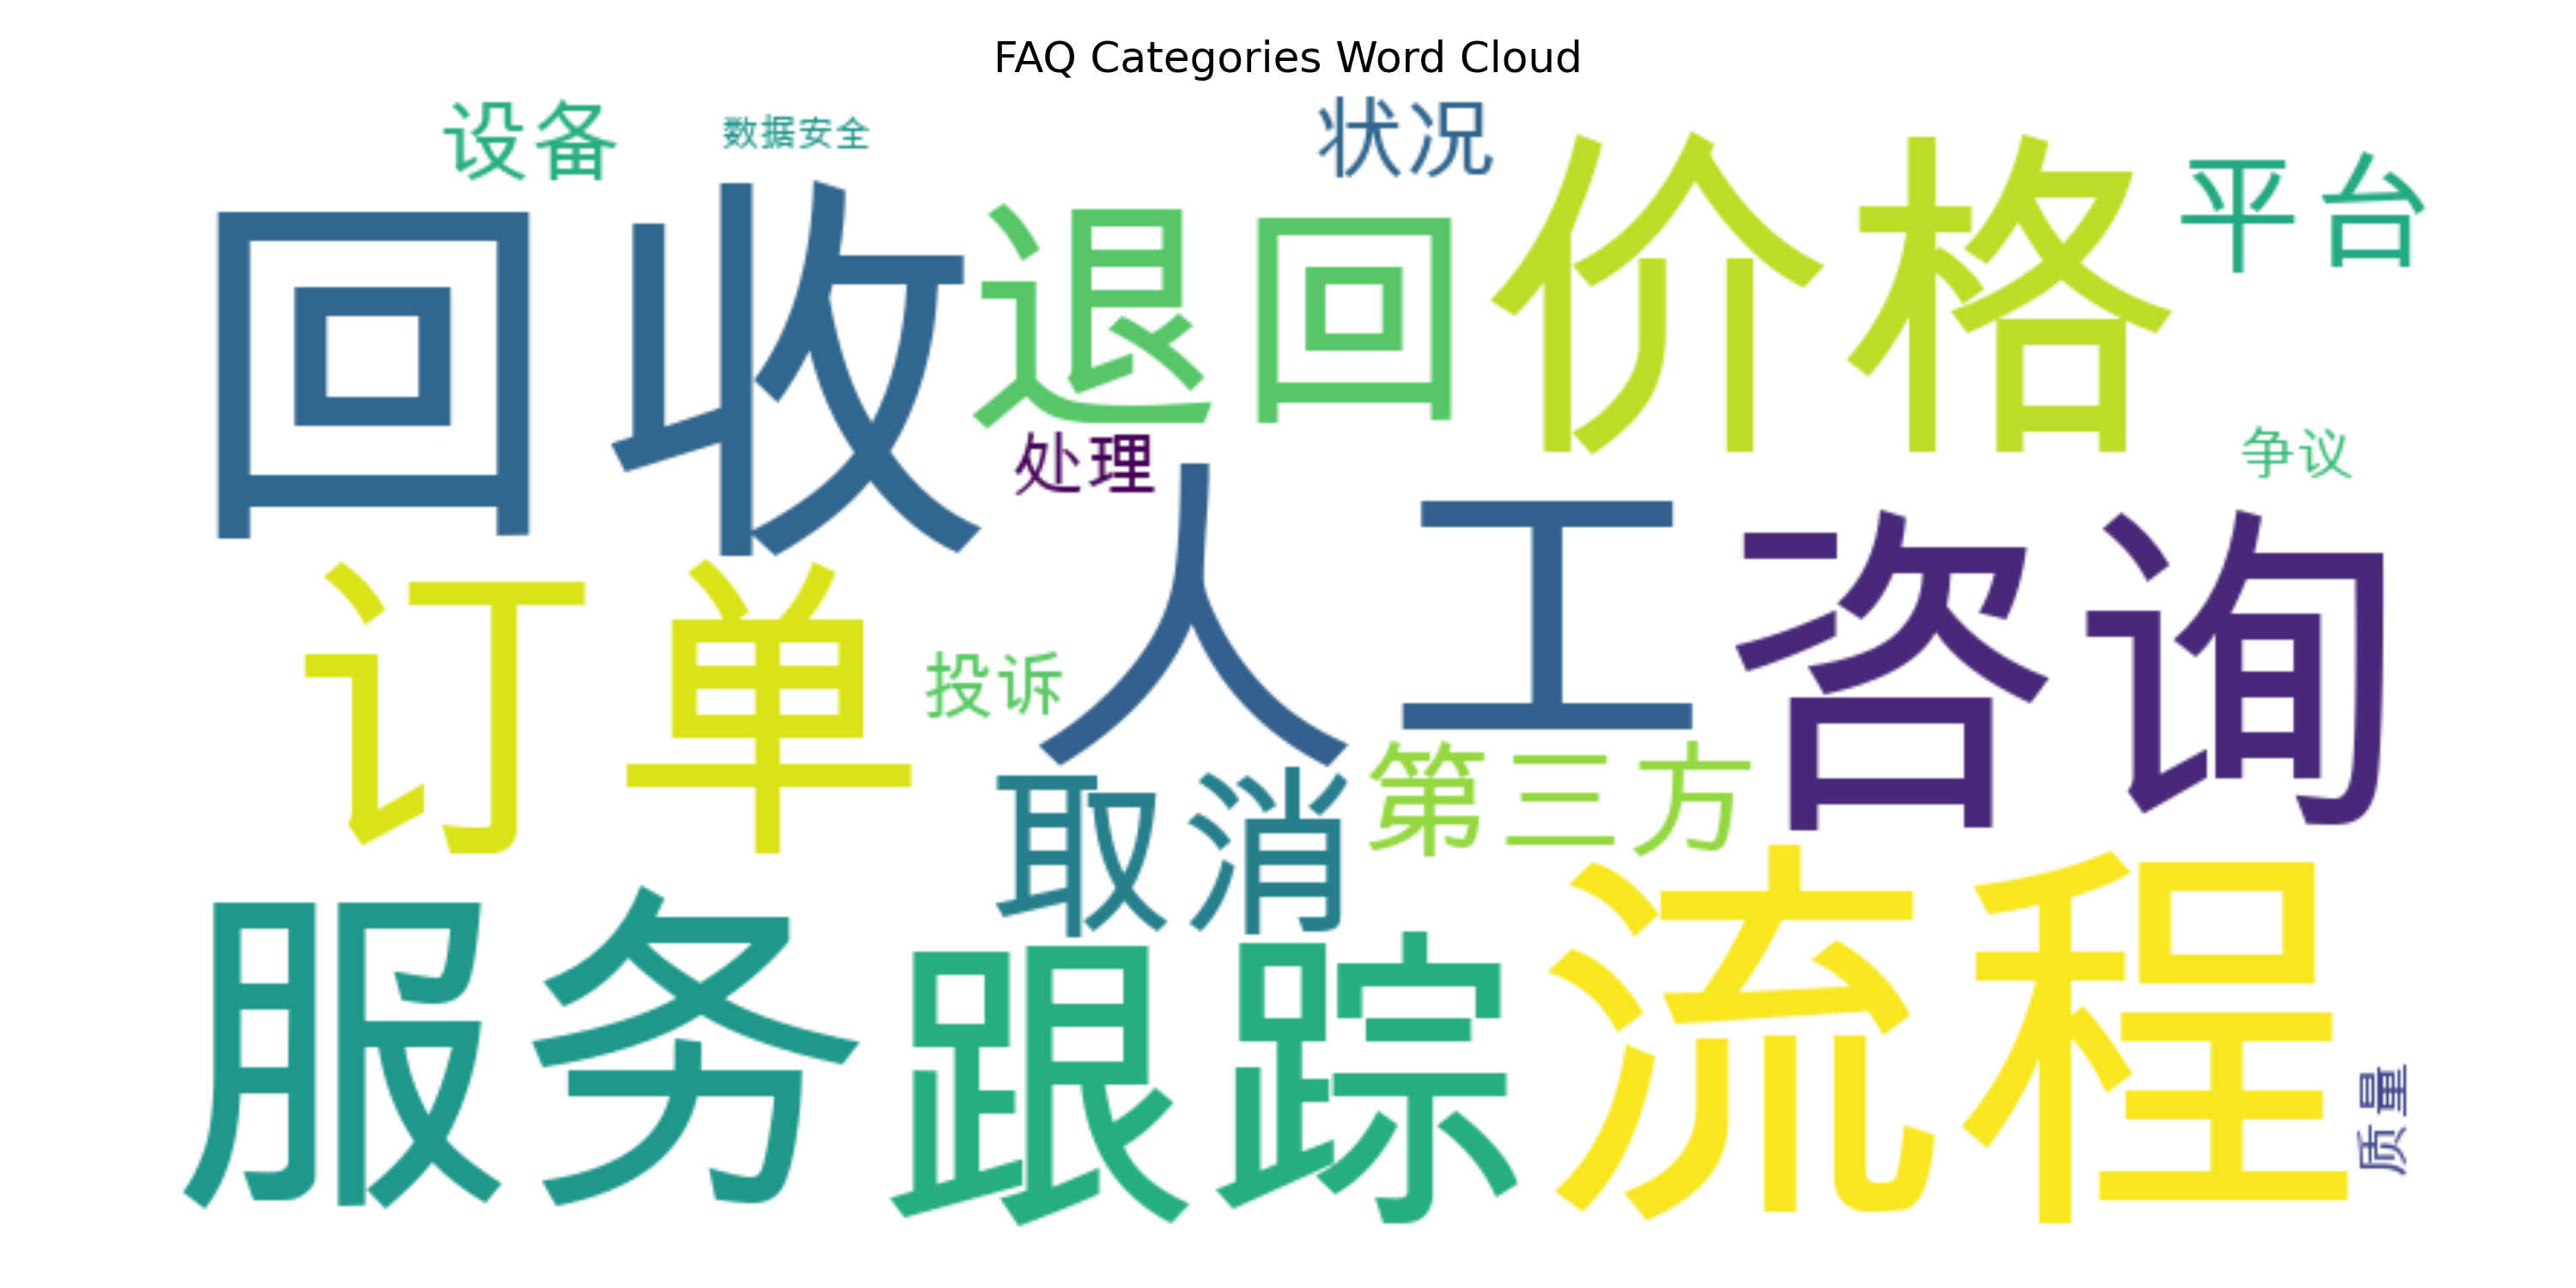 FAQ Categories Word Cloud
设备
数据安全
状况
平台
回收
退回
价格
处理
争议
人工
咨询
订单
投诉
第三方
取消
服务
跟踪
流程
质量